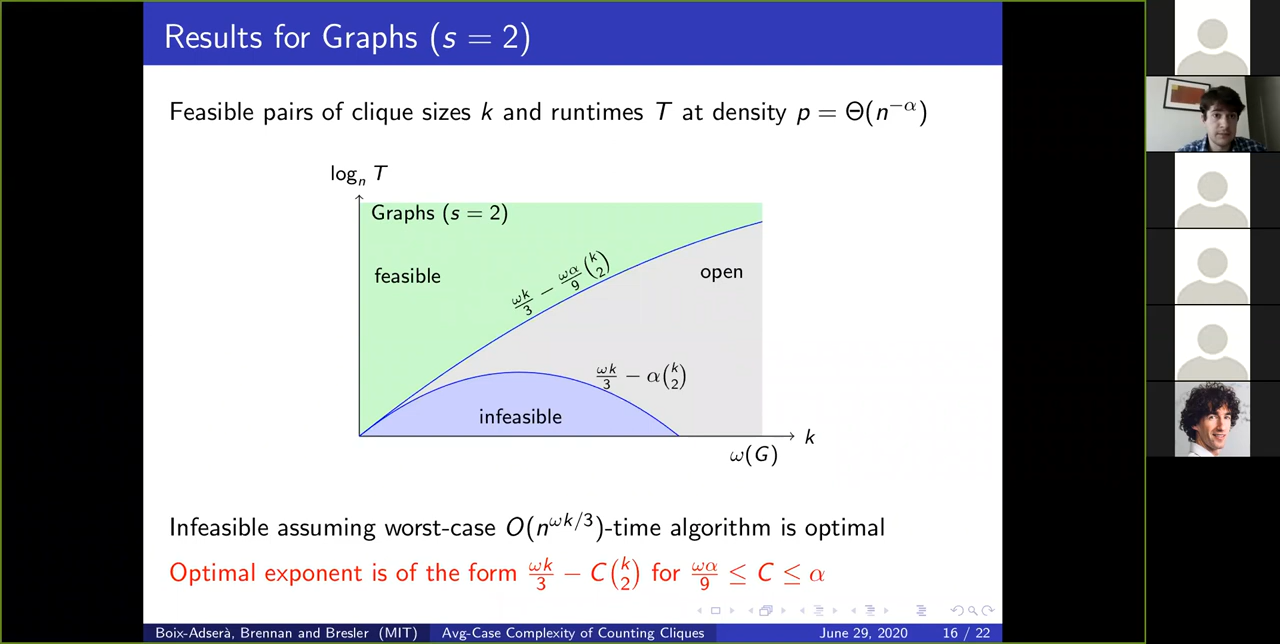 Results for Graphs (s = 2)
Feasible pairs of clique sizes k and runtimes T at density p = Θ(n^{−α})
log_n T
Graphs (s = 2)
feasible
ωk/3 − ωα/9 (k 2)
open
ωk/3 − α(k 2)
infeasible
k
ω(G)
Infeasible assuming worst-case O(n^{ωk/3})-time algorithm is optimal
Optimal exponent is of the form ωk/3 − C(k 2) for ωα/9 ≤ C ≤ α
Boix-Adserà, Brennan and Bresler (MIT) Avg-Case Complexity of Counting Cliques June 29, 2020 16 / 22